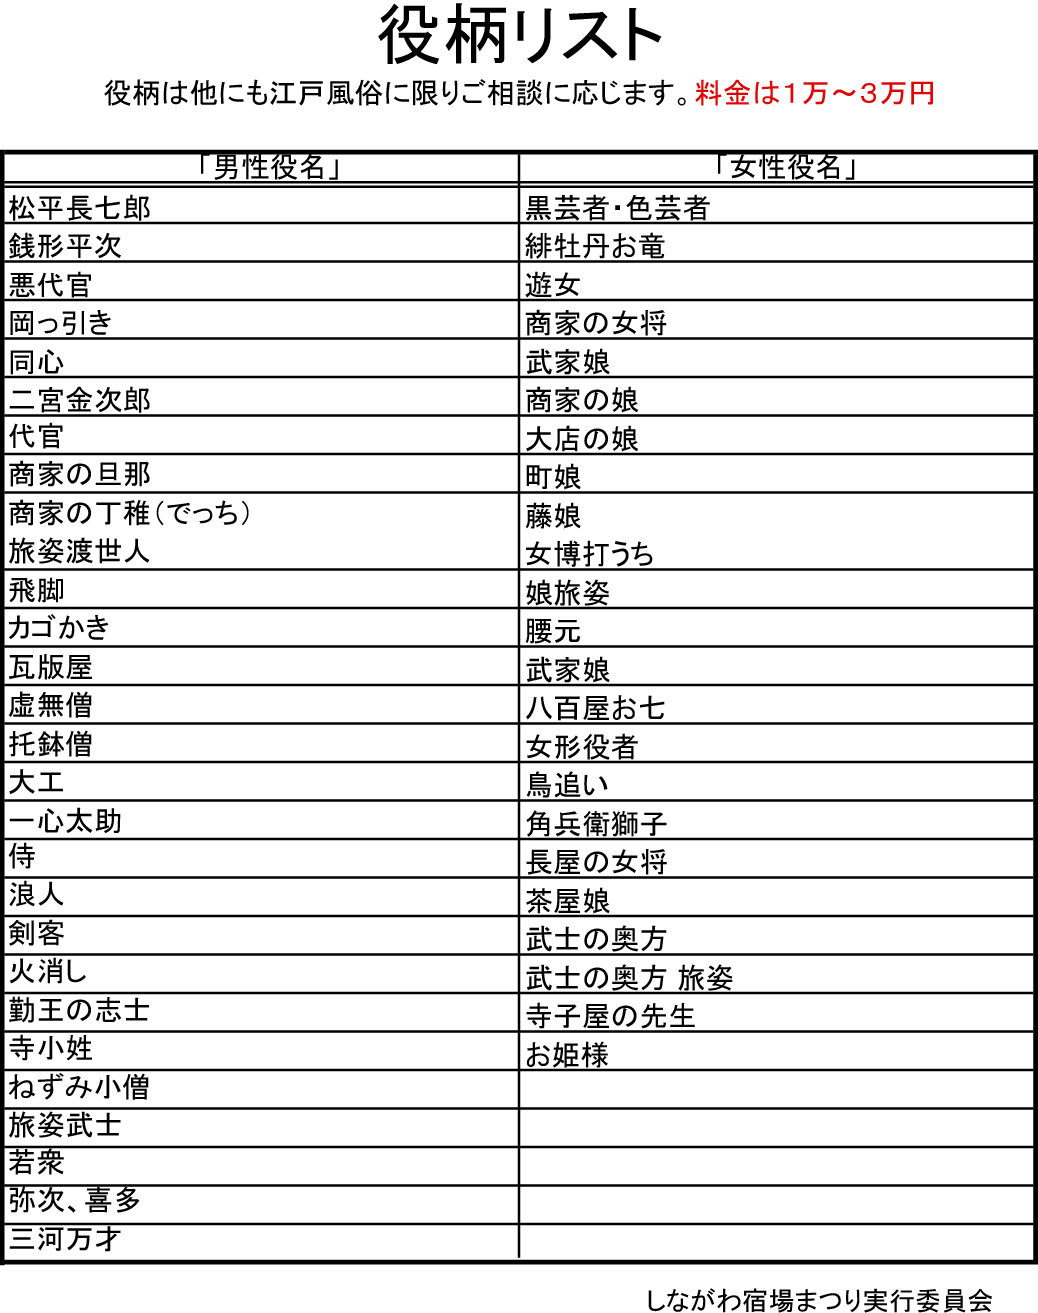 役柄リスト
役柄は他にも江戸風俗に限りご相談に応じます。料金は1万～3万円
「男性役名」 「女性役名」
松平長七郎 黒芸者・色芸者
銭形平次 緋牡丹お竜
悪代官 遊女
岡っ引き 商家の女将
同心 武家娘
二宮金次郎 商家の娘
代官 大店の娘
商家の旦那 町娘
商家の丁稚（でっち） 藤娘
旅姿渡世人 女博打うち
飛脚 娘旅姿
カゴかき 腰元
瓦版屋 武家娘
虚無僧 八百屋お七
托鉢僧 女形役者
大工 鳥追い
一心太助 角兵衛獅子
侍 長屋の女将
浪人 茶屋娘
剣客 武士の奥方
火消し 武士の奥方 旅姿
勤王の志士 寺子屋の先生
寺小姓 お姫様
ねずみ小僧
旅姿武士
若衆
弥次、喜多
三河万才
しながわ宿場まつり実行委員会